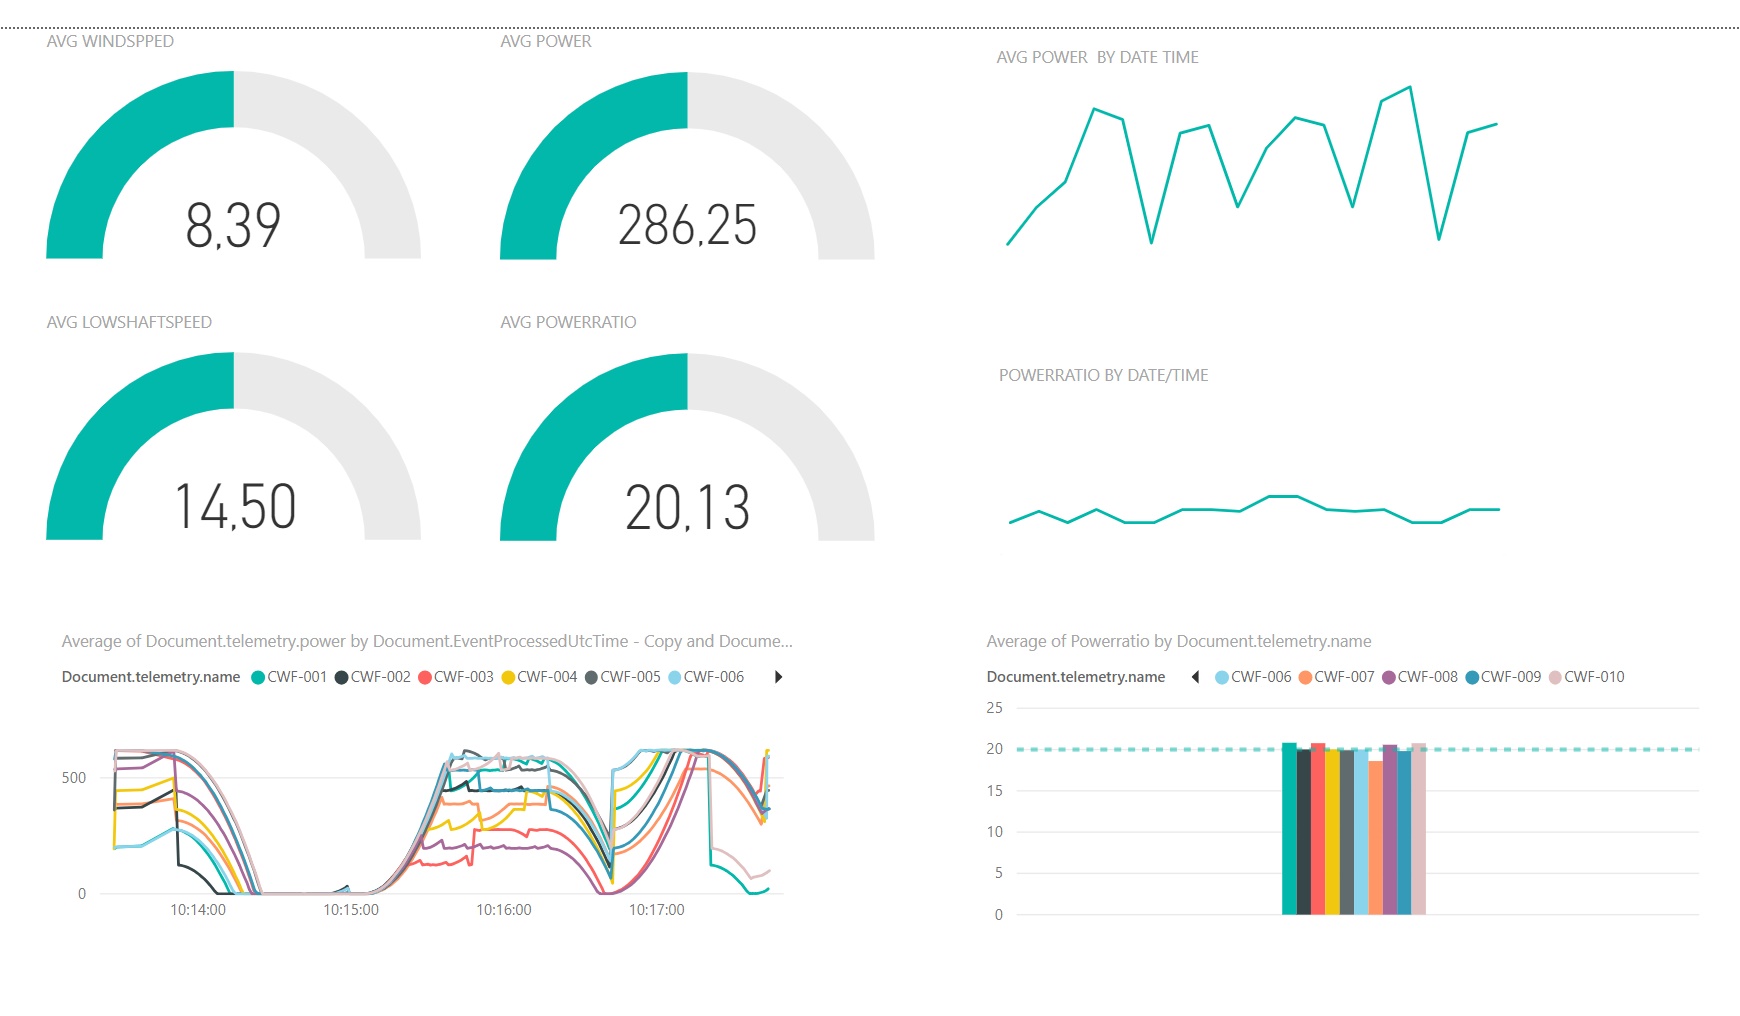 AVG WINDSPPED
8,39
AVG POWER
286,25
AVG POWER BY DATE TIME
AVG LOWSHAFTSPEED
14,50
AVG POWERRATIO
20,13
POWERRATIO BY DATE/TIME
Average of Document.telemetry.power by Document.EventProcessedUtcTime - Copy and Docume...
Document.telemetry.name CWF-001 CWF-002 CWF-003 CWF-004 CWF-005 CWF-006
500
0
10:14:00 10:15:00 10:16:00 10:17:00
Average of Powerratio by Document.telemetry.name
Document.telemetry.name CWF-006 CWF-007 CWF-008 CWF-009 CWF-010
25
20
15
10
5
0